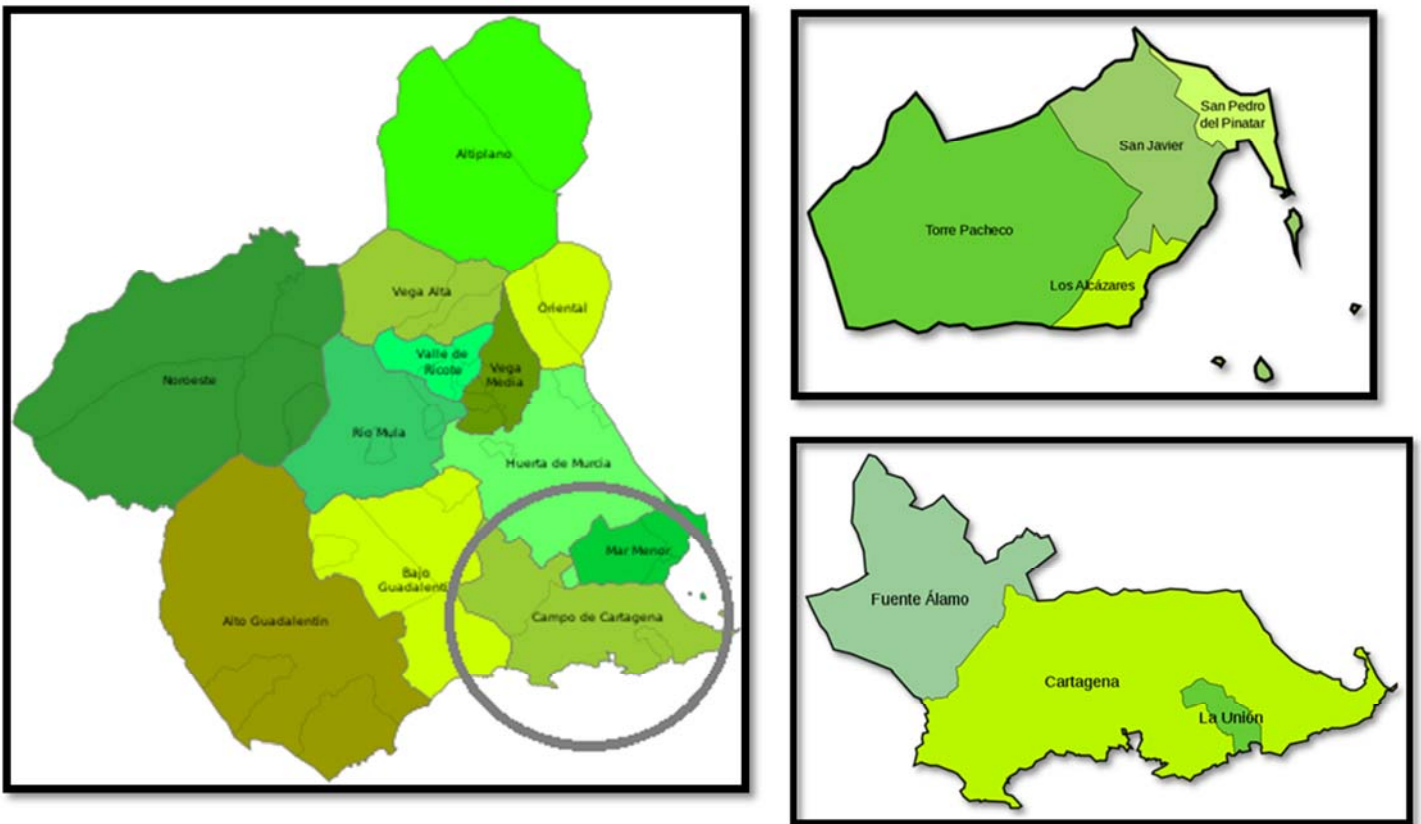 Altiplano
Vega Alta
Oriental
Valle de
Ricote
Vega
Media
Noroeste
Río Mula
Huerta de Murcia
Mar Menor
Bajo
Guadalentín
Alto Guadalentín
Campo de Cartagena
San Pedro
del Pinatar
San Javier
Torre Pacheco
Los Alcázares
Fuente Álamo
Cartagena
La Unión